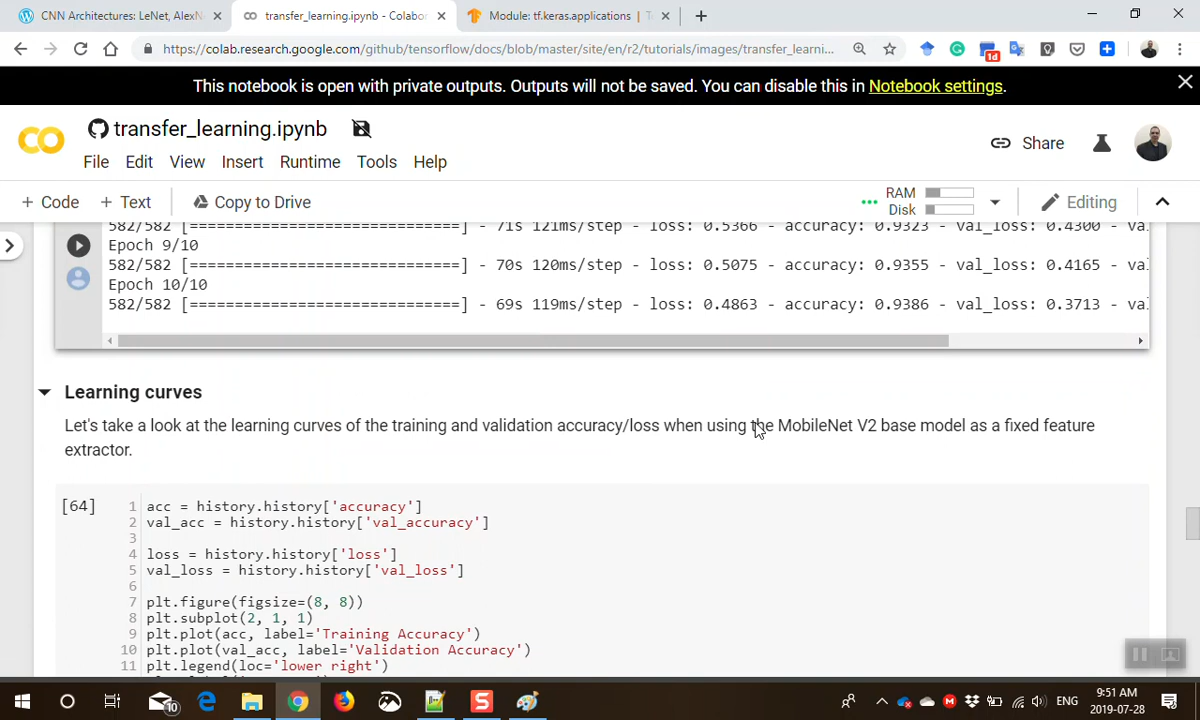 CNN Architectures: LeNet, AlexN
transfer_learning.ipynb - Colabor
Module: tf.keras.applications | T
https://colab.research.google.com/github/tensorflow/docs/blob/master/site/en/r2/tutorials/images/transfer_learni...
1d
This notebook is open with private outputs. Outputs will not be saved. You can disable this in Notebook settings.
transfer_learning.ipynb
File Edit View Insert Runtime Tools Help
Share
+ Code + Text Copy to Drive
RAM
Disk
Editing
582/582 [==============================] - 71s 121ms/step - loss: 0.5366 - accuracy: 0.9323 - val_loss: 0.4300 - va
Epoch 9/10
582/582 [==============================] - 70s 120ms/step - loss: 0.5075 - accuracy: 0.9355 - val_loss: 0.4165 - val
Epoch 10/10
582/582 [==============================] - 69s 119ms/step - loss: 0.4863 - accuracy: 0.9386 - val_loss: 0.3713 - va
Learning curves
Let's take a look at the learning curves of the training and validation accuracy/loss when using the MobileNet V2 base model as a fixed feature
extractor.
[64]
1 acc = history.history['accuracy']
2 val_acc = history.history['val_accuracy']
3
4 loss = history.history['loss']
5 val_loss = history.history['val_loss']
6
7 plt.figure(figsize=(8, 8))
8 plt.subplot(2, 1, 1)
9 plt.plot(acc, label='Training Accuracy')
10 plt.plot(val_acc, label='Validation Accuracy')
11 plt.legend(loc='lower right')
10
ENG
9:51 AM
2019-07-28